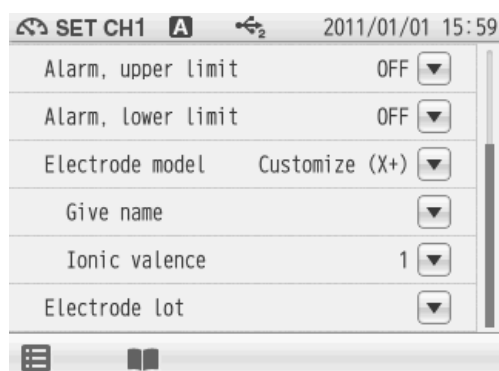 SET CH1 A 2 2011/01/01 15:59
Alarm, upper limit OFF
Alarm, lower limit OFF
Electrode model Customize (X+)
Give name
Ionic valence 1
Electrode lot